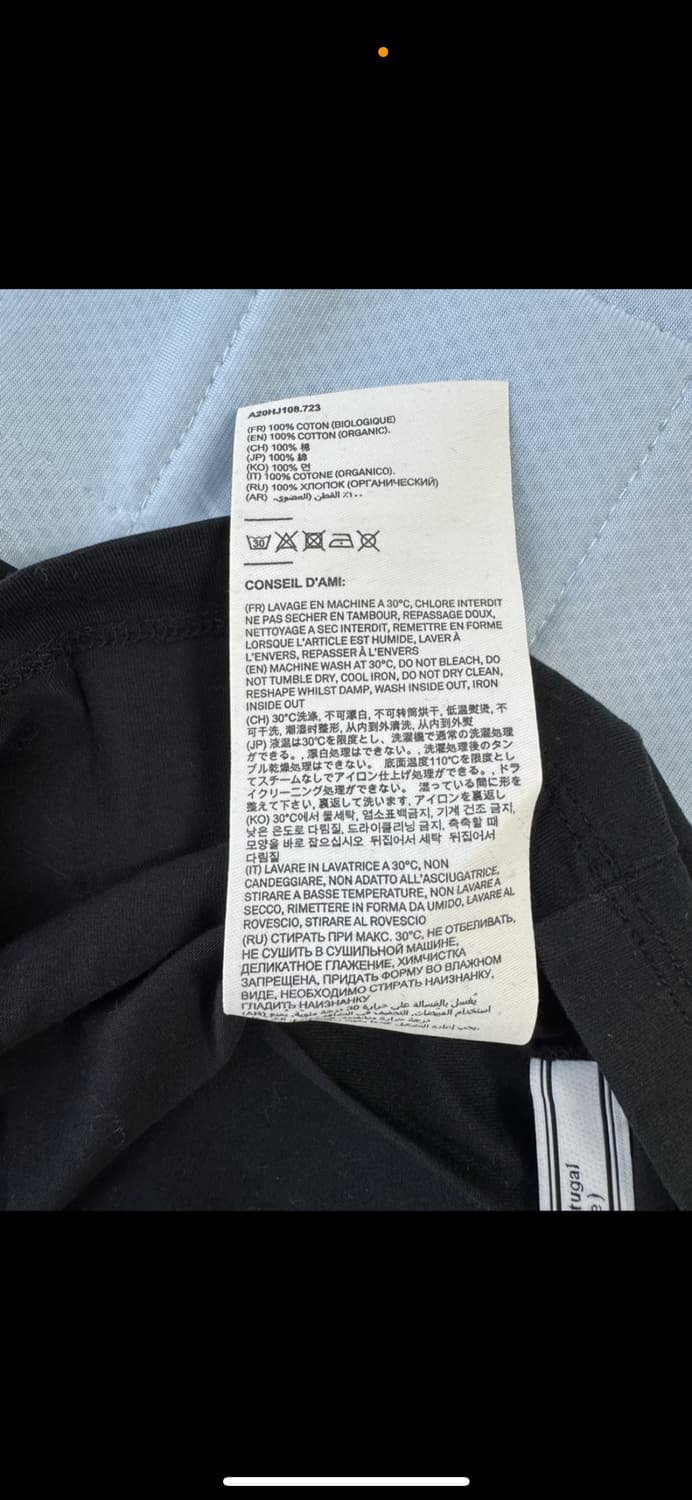 A20HJ108.723
(FR) 100% COTON (BIOLOGIQUE)
(EN) 100% COTTON (ORGANIC).
(CH) 100% 棉
(JP) 100% 綿
(KO) 100% 면
(IT) 100% COTONE (ORGANICO).
(RU) 100% ХЛОПОК (ОРГАНИЧЕСКИЙ)
(AR) ١٠٠٪ القطن (العضوي).
30
CONSEIL D'AMI:
(FR) LAVAGE EN MACHINE A 30°C, CHLORE INTERDIT
NE PAS SECHER EN TAMBOUR, REPASSAGE DOUX,
NETTOYAGE A SEC INTERDIT, REMETTRE EN FORME
LORSQUE L'ARTICLE EST HUMIDE, LAVER À
L'ENVERS, REPASSER À L'ENVERS
(EN) MACHINE WASH AT 30°C, DO NOT BLEACH, DO
NOT TUMBLE DRY, COOL IRON, DO NOT DRY CLEAN,
RESHAPE WHILST DAMP, WASH INSIDE OUT, IRON
INSIDE OUT
(CH) 30°C洗涤, 不可漂白, 不可转筒烘干, 低温熨烫, 不
可干洗, 潮湿时整形, 从内到外清洗, 从内到外熨
(JP) 液温は30℃を限度とし、洗濯機で通常の洗濯処理
ができる。, 漂白処理はできない。, 洗濯処理後のタン
ブル乾燥処理はできない。 底面温度110℃を限度とし
てスチームなしでアイロン仕上げ処理ができる。, ドラ
イクリーニング処理ができない。 湿っている間に形を
整えて下さい, 裏返して洗います, アイロンを裏返し
(KO) 30°C에서 물세탁, 염소표백금지, 기계 건조 금지,
낮은 온도로 다림질, 드라이클리닝 금지, 축축할 때
모양을 바로 잡으십시오 뒤집어서 세탁 뒤집어서
다림질
(IT) LAVARE IN LAVATRICE A 30°C, NON
CANDEGGIARE, NON ADATTO ALL'ASCIUGATRICE,
STIRARE A BASSE TEMPERATURE, NON LAVARE A
SECCO, RIMETTERE IN FORMA DA UMIDO, LAVARE AL
ROVESCIO, STIRARE AL ROVESCIO
(RU) СТИРАТЬ ПРИ МАКС. 30°C, НЕ ОТБЕЛИВАТЬ,
НЕ СУШИТЬ В СУШИЛЬНОЙ МАШИНЕ,
ДЕЛИКАТНОЕ ГЛАЖЕНИЕ, ХИМЧИСТКА
ЗАПРЕЩЕНА, ПРИДАТЬ ФОРМУ ВО ВЛАЖНОМ
ВИДЕ, НЕОБХОДИМО СТИРАТЬ НАИЗНАНКУ,
ГЛАДИТЬ НАИЗНАНКУ
(AR) يغسل بالغسالة على حرارة 30 درجة مئوية, يمنع
tugal
e)